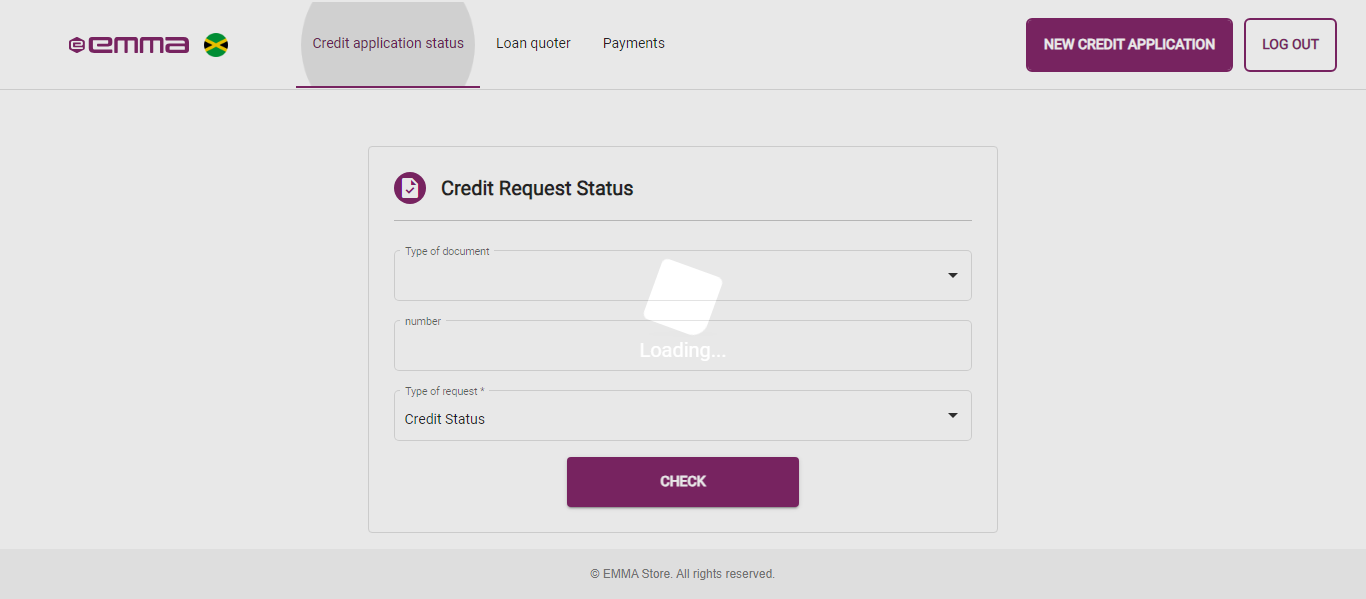 emma
Credit application status
Loan quoter
Payments
NEW CREDIT APPLICATION
LOG OUT
Credit Request Status
Type of document
number
Loading...
Type of request *
Credit Status
CHECK
© EMMA Store. All rights reserved.